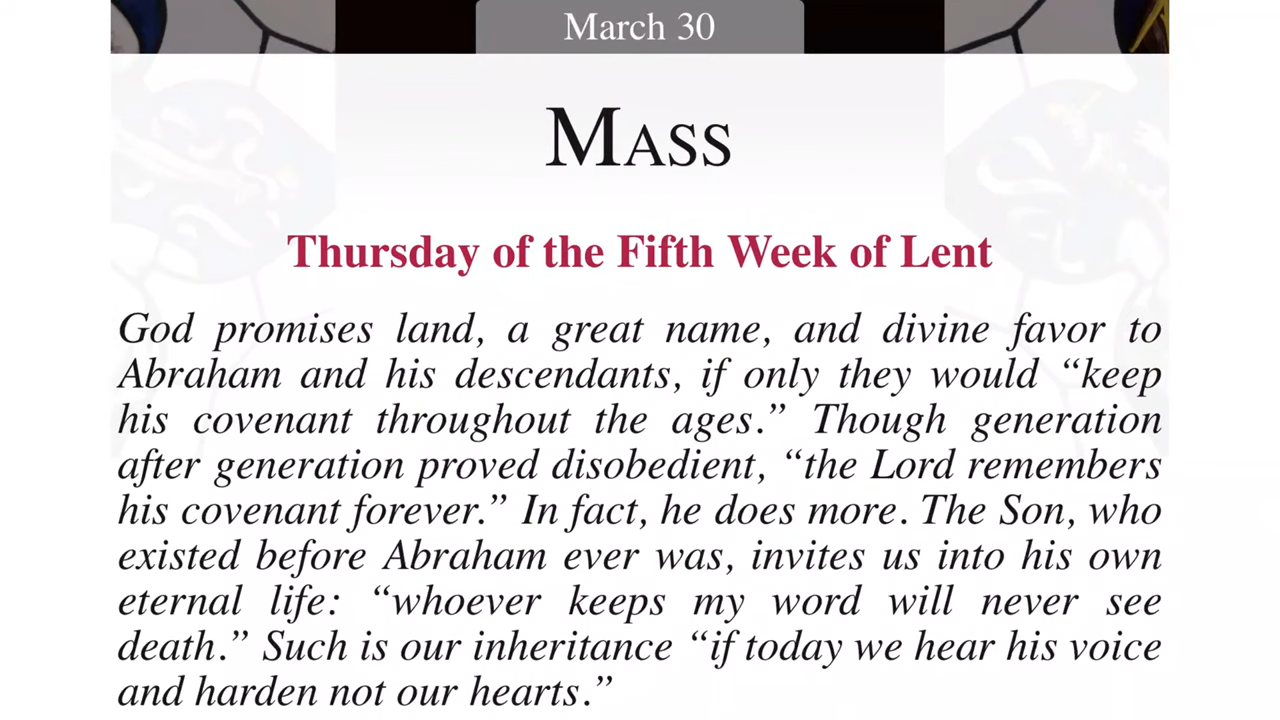 March 30
MASS
Thursday of the Fifth Week of Lent
God promises land, a great name, and divine favor to
Abraham and his descendants, if only they would “keep
his covenant throughout the ages.” Though generation
after generation proved disobedient, “the Lord remembers
his covenant forever.” In fact, he does more. The Son, who
existed before Abraham ever was, invites us into his own
eternal life: “whoever keeps my word will never see
death.” Such is our inheritance “if today we hear his voice
and harden not our hearts.”